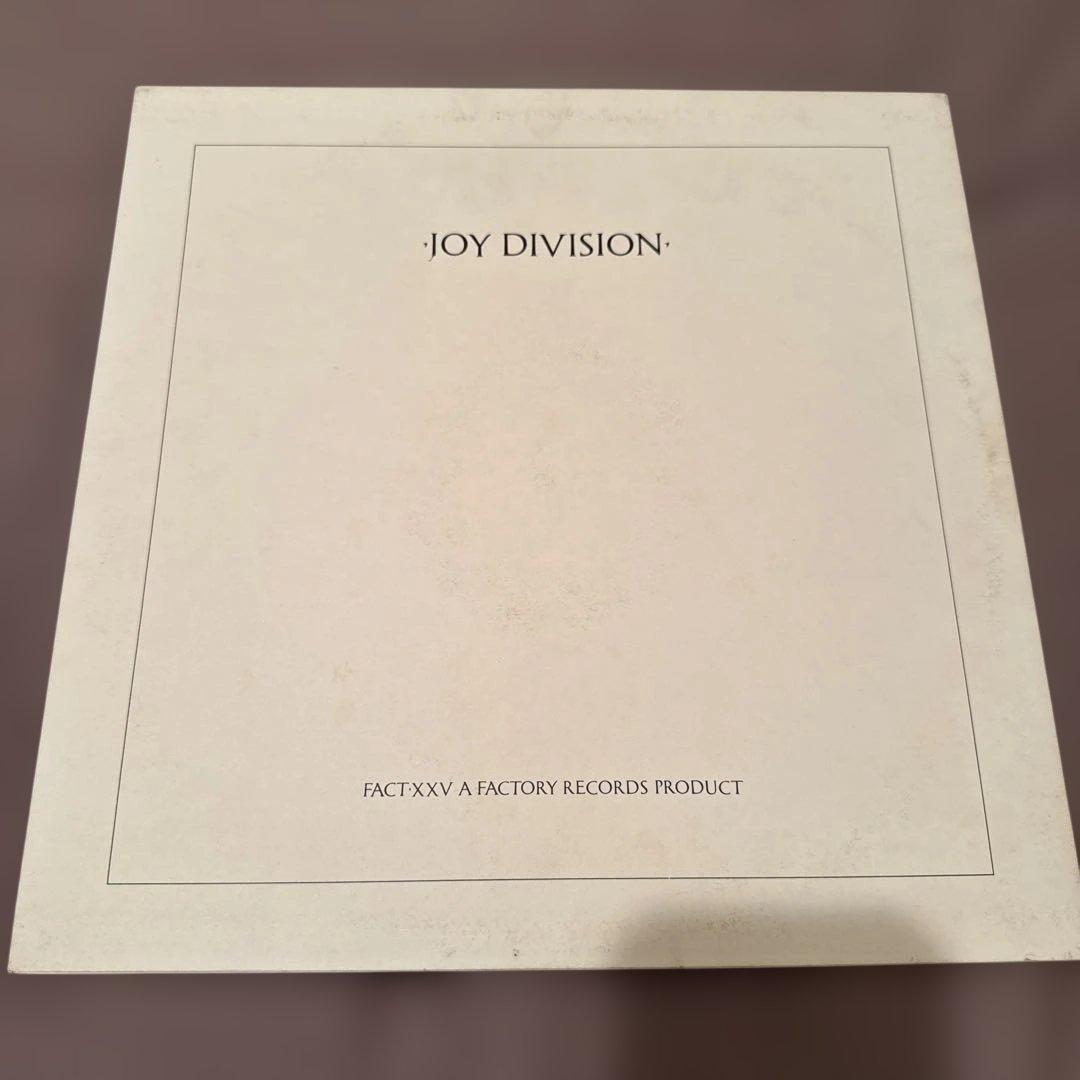 ·JOY DIVISION·
FACT·XXV A FACTORY RECORDS PRODUCT